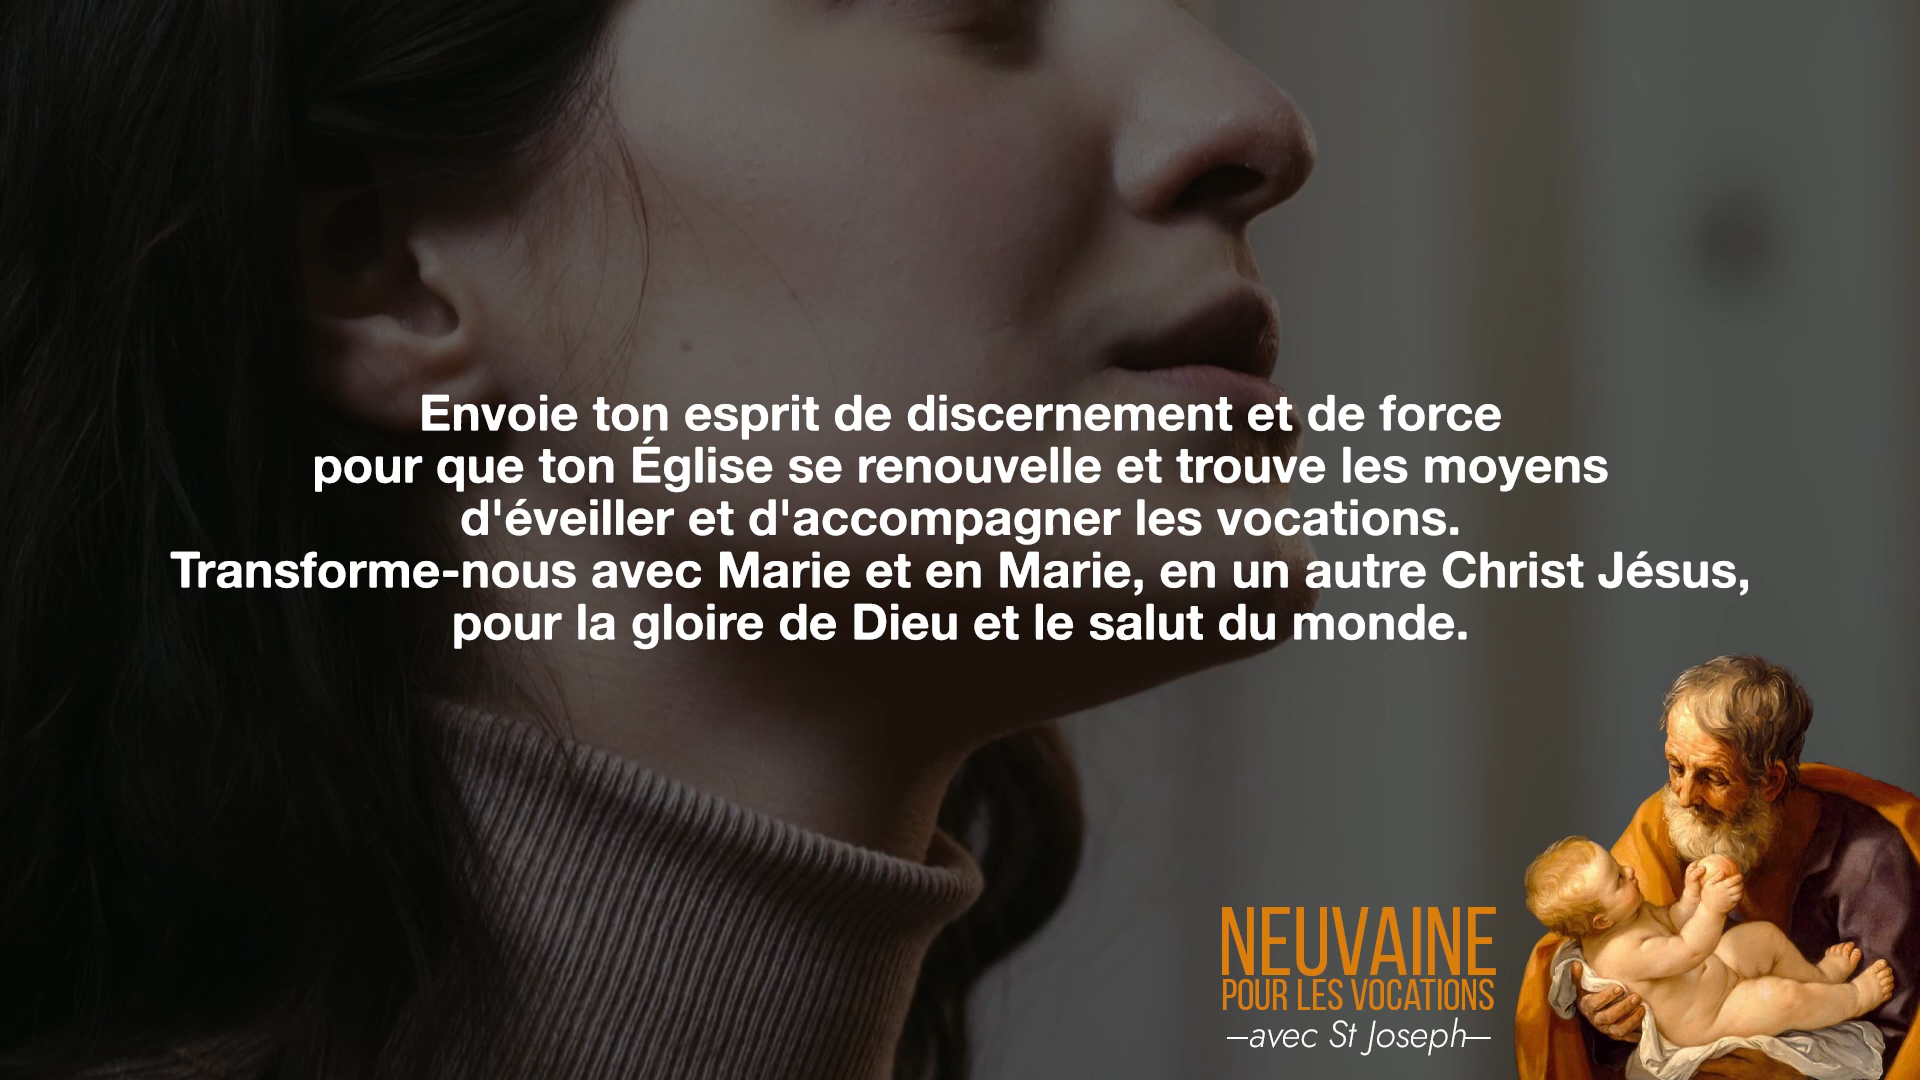 Envoie ton esprit de discernement et de force
pour que ton Église se renouvelle et trouve les moyens
d'éveiller et d'accompagner les vocations.
Transforme-nous avec Marie et en Marie, en un autre Christ Jésus,
pour la gloire de Dieu et le salut du monde.
NEUVAINE
POUR LES VOCATIONS
—avec St Joseph—